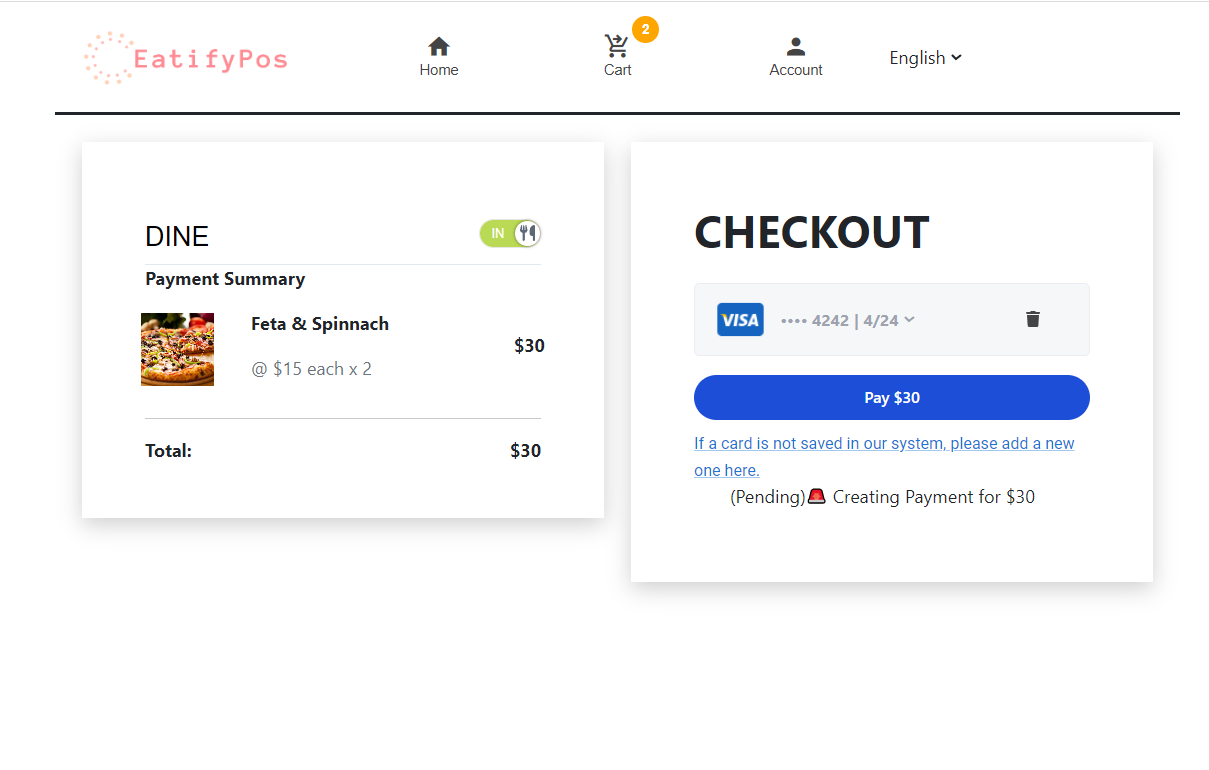 EatifyPos
2
Home
Cart
Account
English
DINE
IN
Payment Summary
Feta & Spinnach
@ $15 each x 2
$30
Total:
$30
CHECKOUT
VISA
•••• 4242 | 4/24
Pay $30
If a card is not saved in our system, please add a new
one here.
(Pending)🚨 Creating Payment for $30